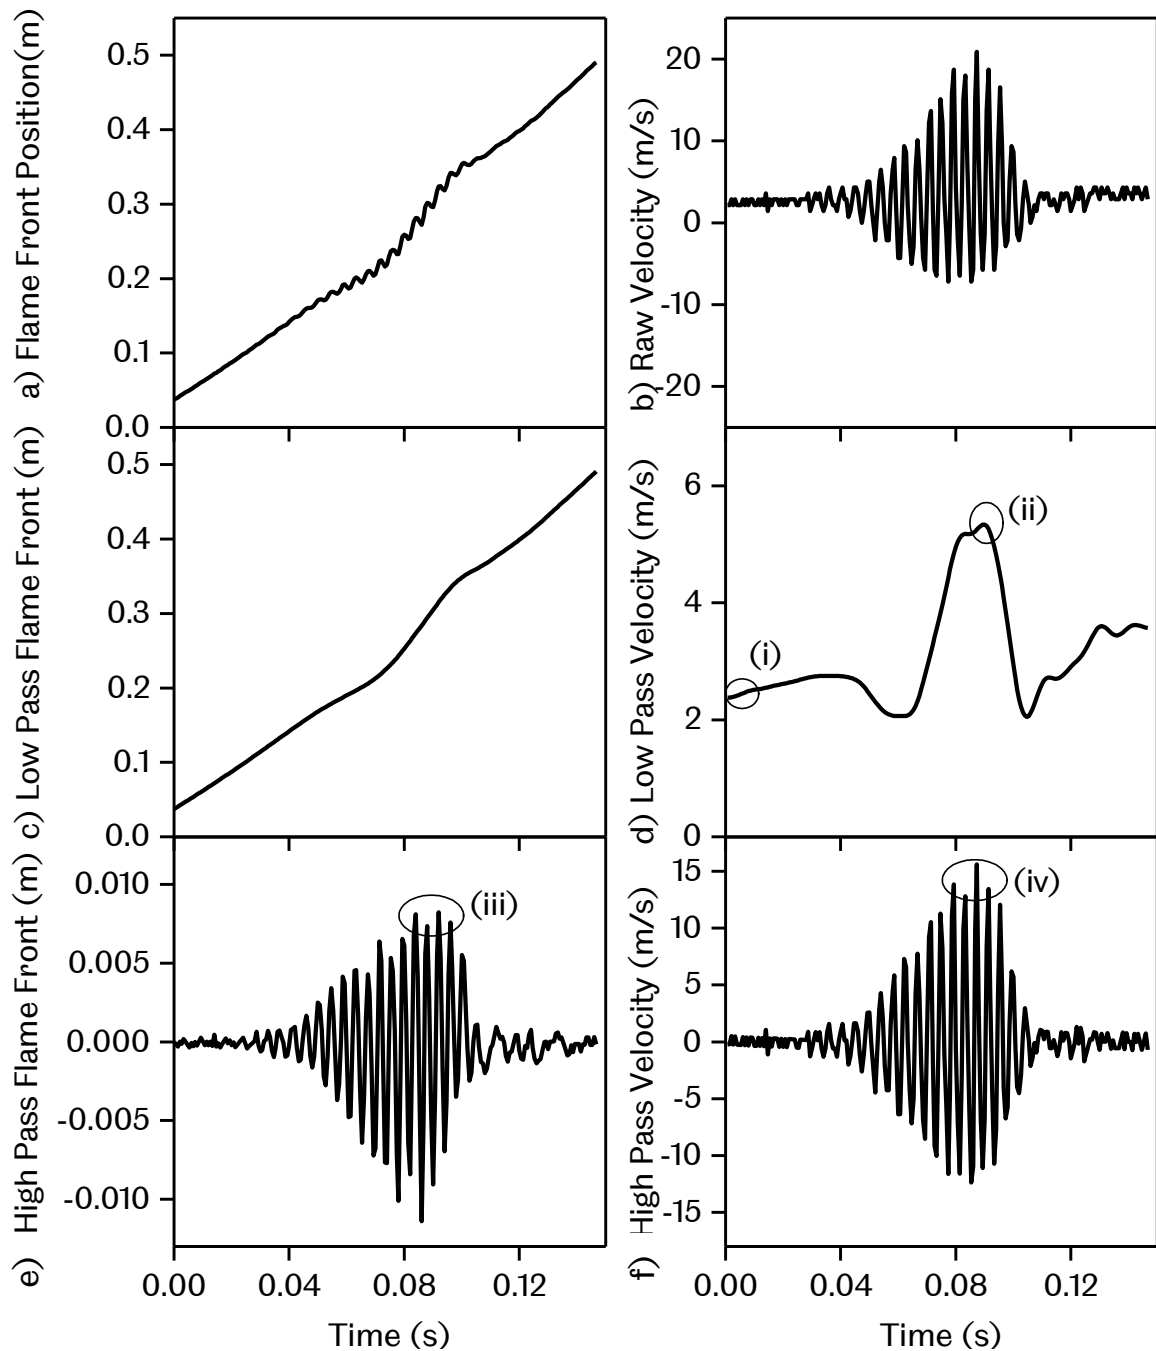 a) Flame Front Position(m)
0.5
0.4
0.3
0.2
0.1
0.0
b) Raw Velocity (m/s)
20
10
0
-10
-20
c) Low Pass Flame Front (m)
0.5
0.4
0.3
0.2
0.1
0.0
d) Low Pass Velocity (m/s)
6
4
2
0
(i)
(ii)
e) High Pass Flame Front (m)
0.010
0.005
0.000
-0.005
-0.010
(iii)
0.00 0.04 0.08 0.12
Time (s)
f) High Pass Velocity (m/s)
15
10
5
0
-5
-10
-15
(iv)
0.00 0.04 0.08 0.12
Time (s)